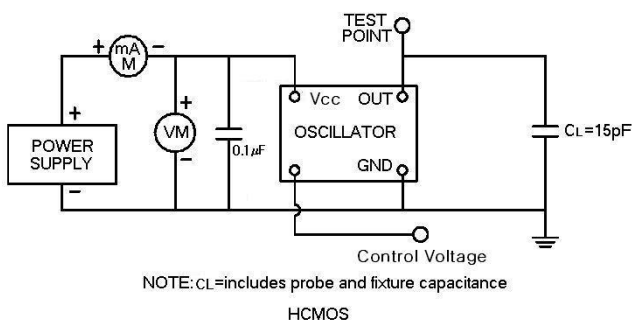 TEST
POINT
+ mA M −
+
POWER
SUPPLY
−
+
VM
−
0.1µF
Vcc OUT
OSCILLATOR
GND
CL=15pF
Control Voltage
NOTE: CL=includes probe and fixture capacitance
HCMOS